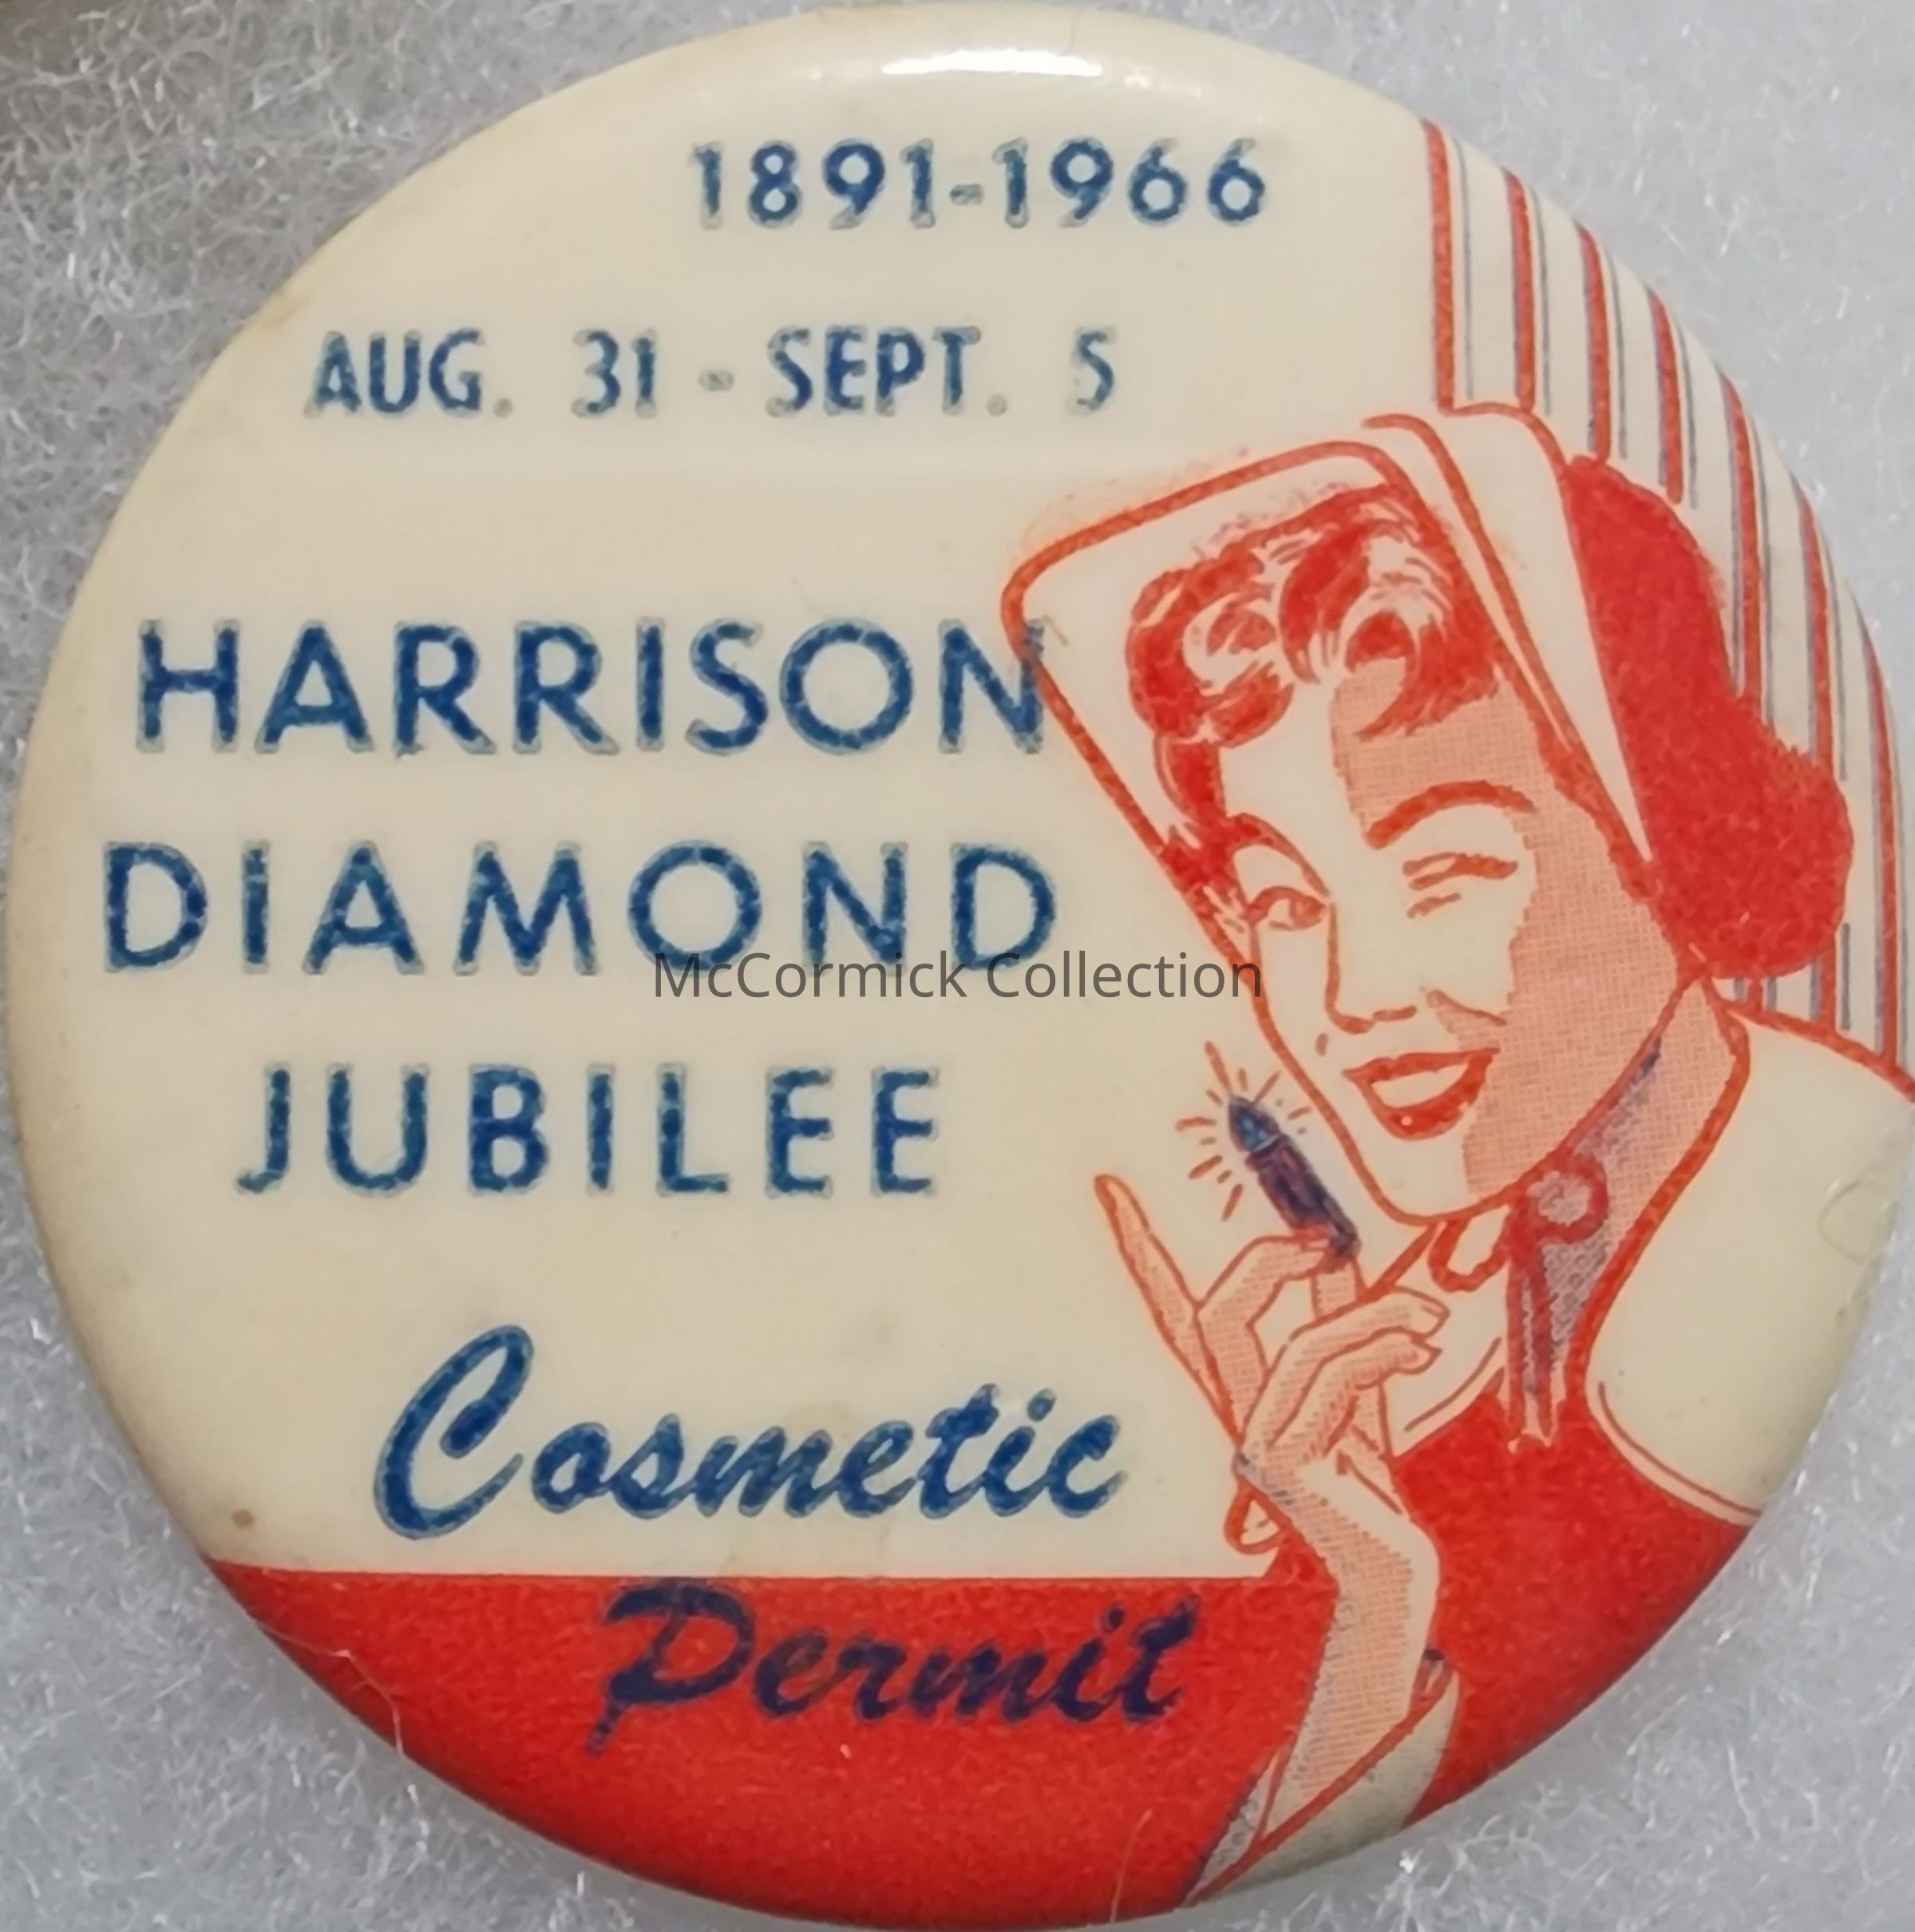 1891-1966
AUG. 31 - SEPT. 5
HARRISON
DIAMOND
McCormick Collection
JUBILEE
Cosmetic
Permit